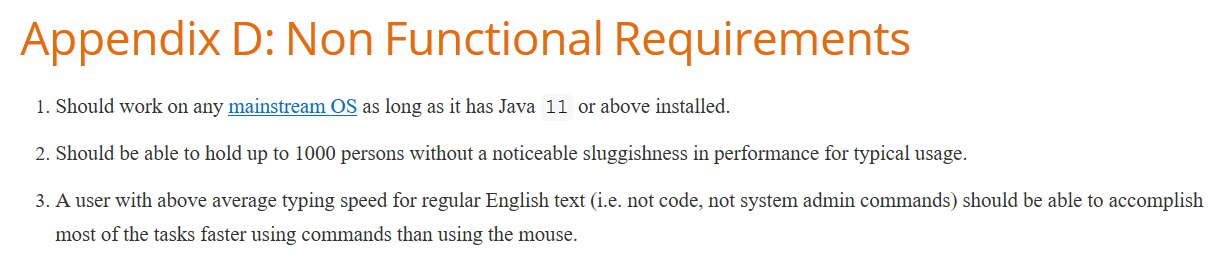 Appendix D: Non Functional Requirements
1. Should work on any mainstream OS as long as it has Java 11 or above installed.
2. Should be able to hold up to 1000 persons without a noticeable sluggishness in performance for typical usage.
3. A user with above average typing speed for regular English text (i.e. not code, not system admin commands) should be able to accomplish
most of the tasks faster using commands than using the mouse.